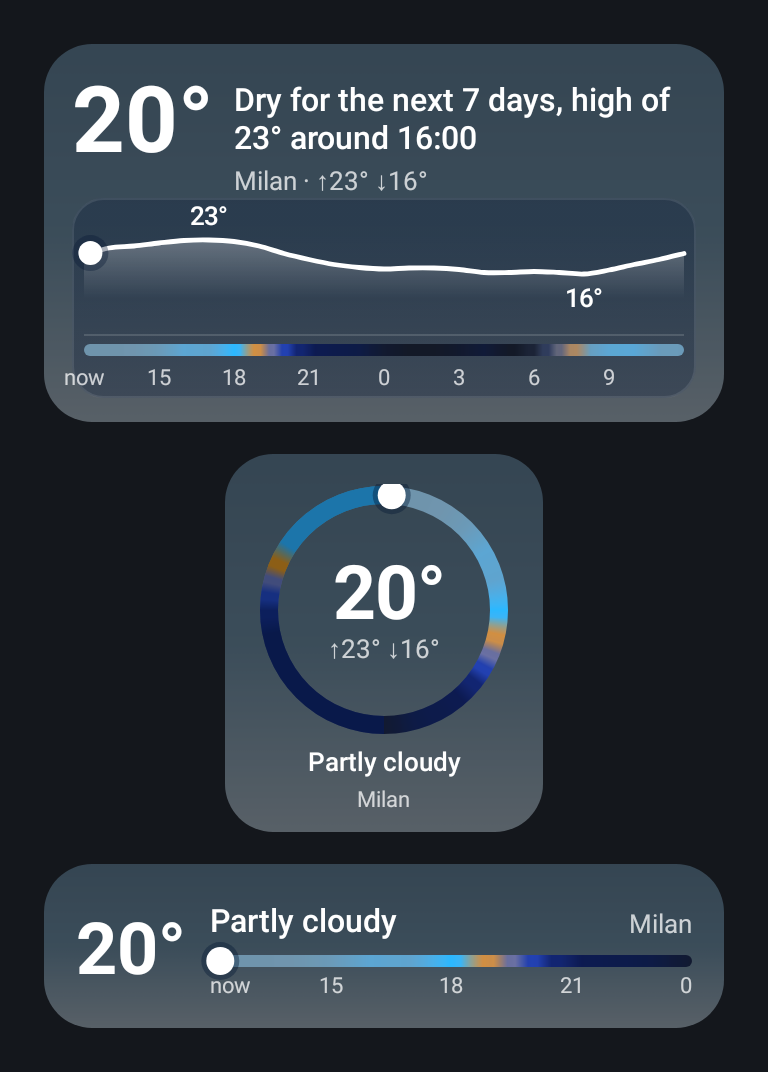 20°
Dry for the next 7 days, high of
23° around 16:00
Milan · ↑23° ↓16°
23°
16°
now 15 18 21 0 3 6 9
20°
↑23° ↓16°
Partly cloudy
Milan
20°
Partly cloudy
Milan
now 15 18 21 0